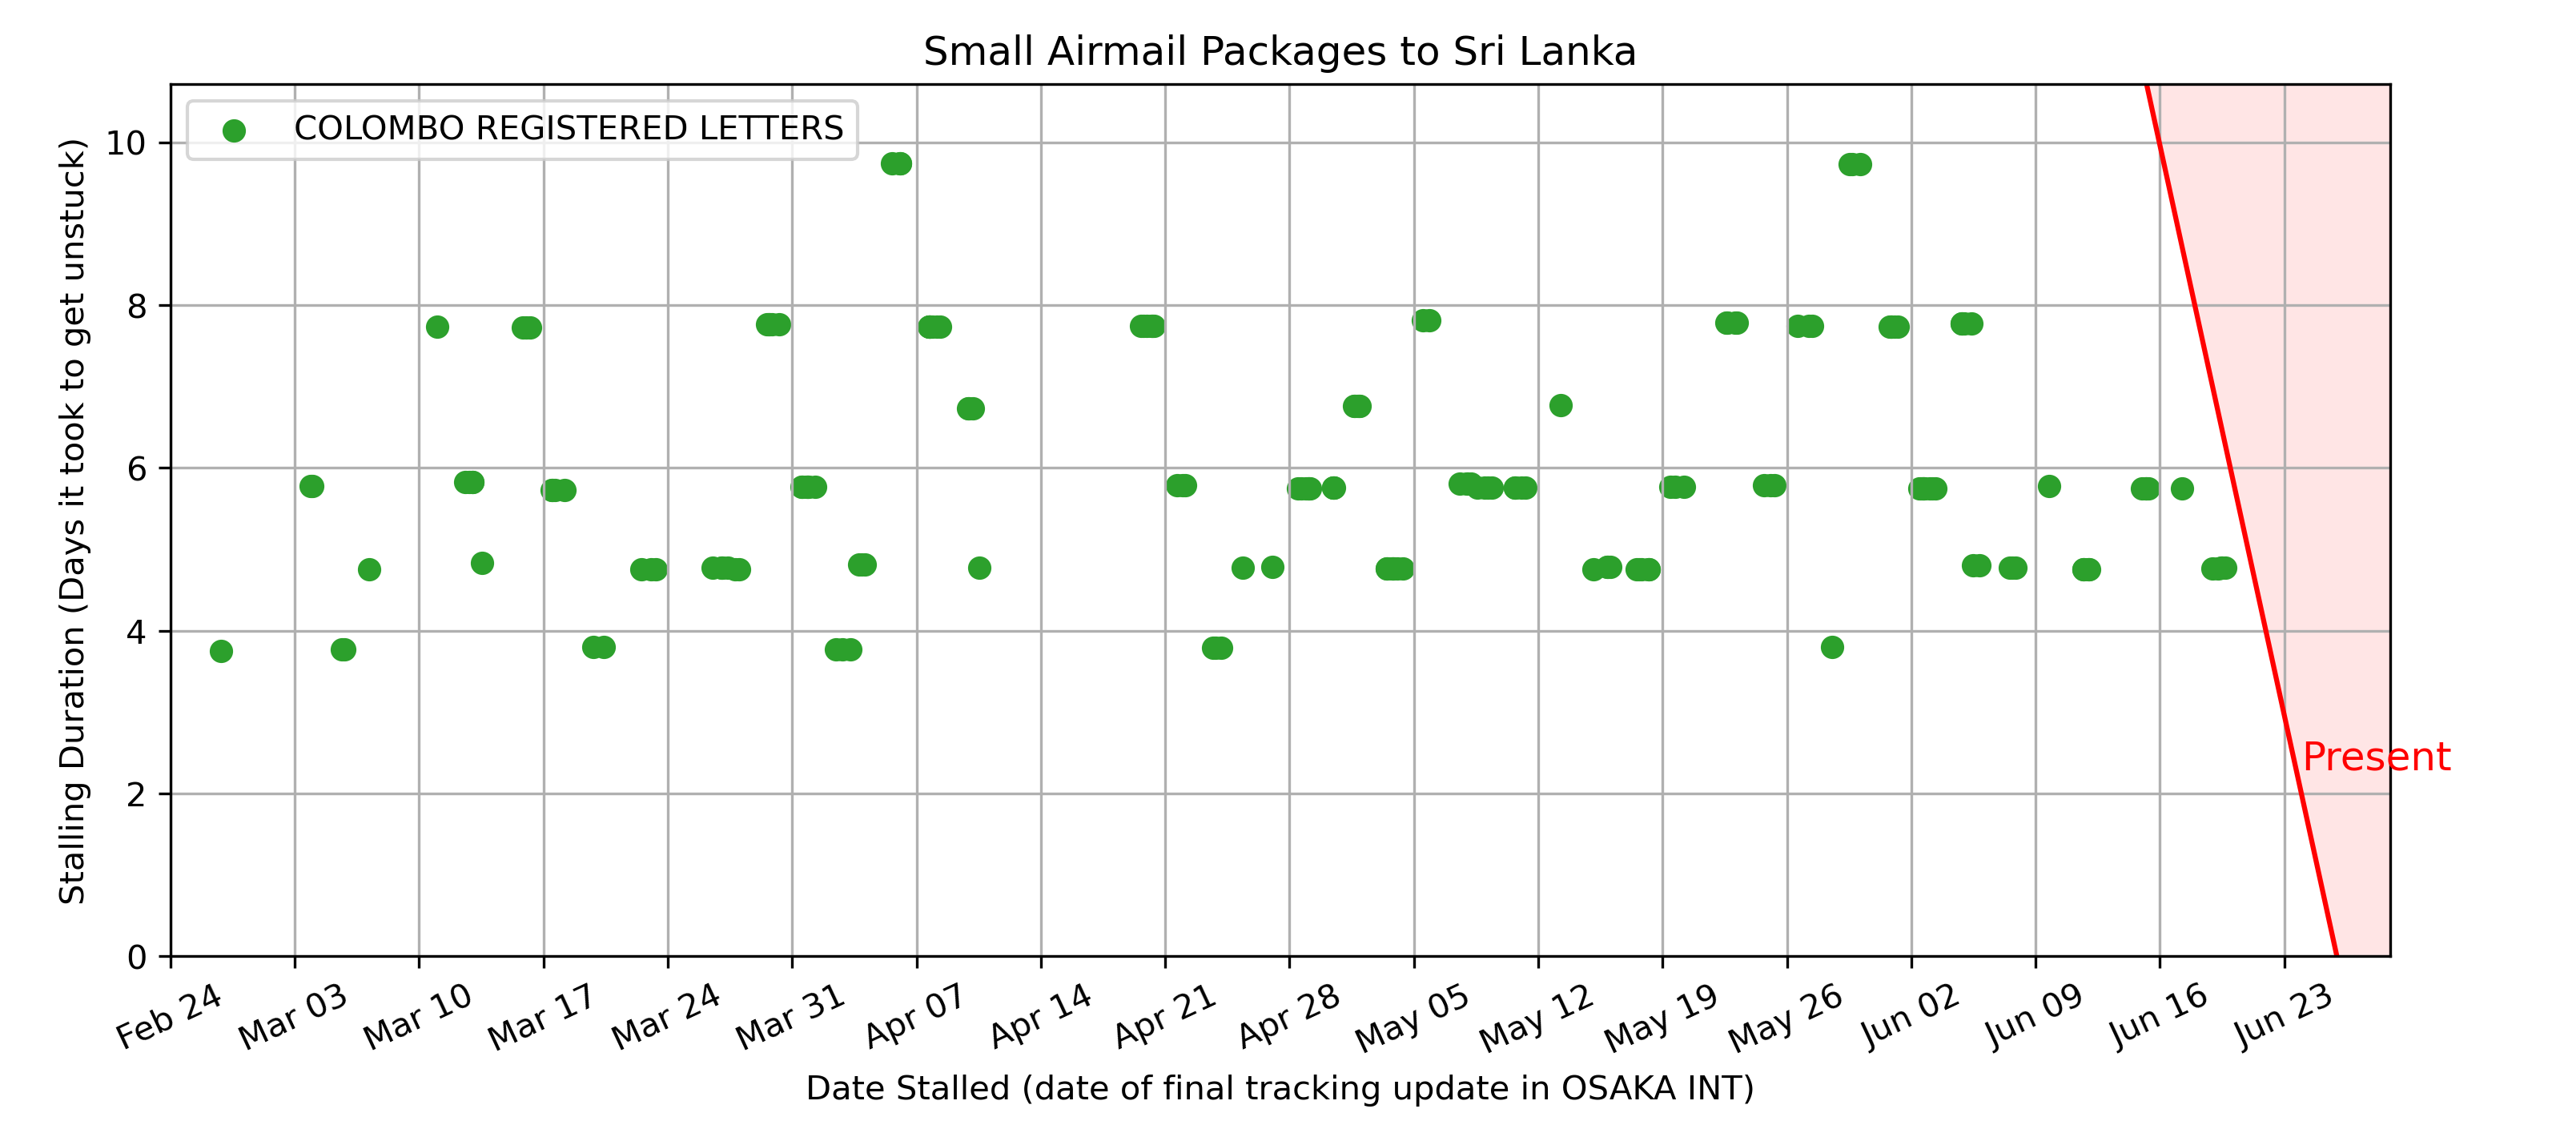 Small Airmail Packages to Sri Lanka
COLOMBO REGISTERED LETTERS
Stalling Duration (Days it took to get unstuck)
10
8
6
4
2
0
Present
Feb 24
Mar 03
Mar 10
Mar 17
Mar 24
Mar 31
Apr 07
Apr 14
Apr 21
Apr 28
May 05
May 12
May 19
May 26
Jun 02
Jun 09
Jun 16
Jun 23
Date Stalled (date of final tracking update in OSAKA INT)